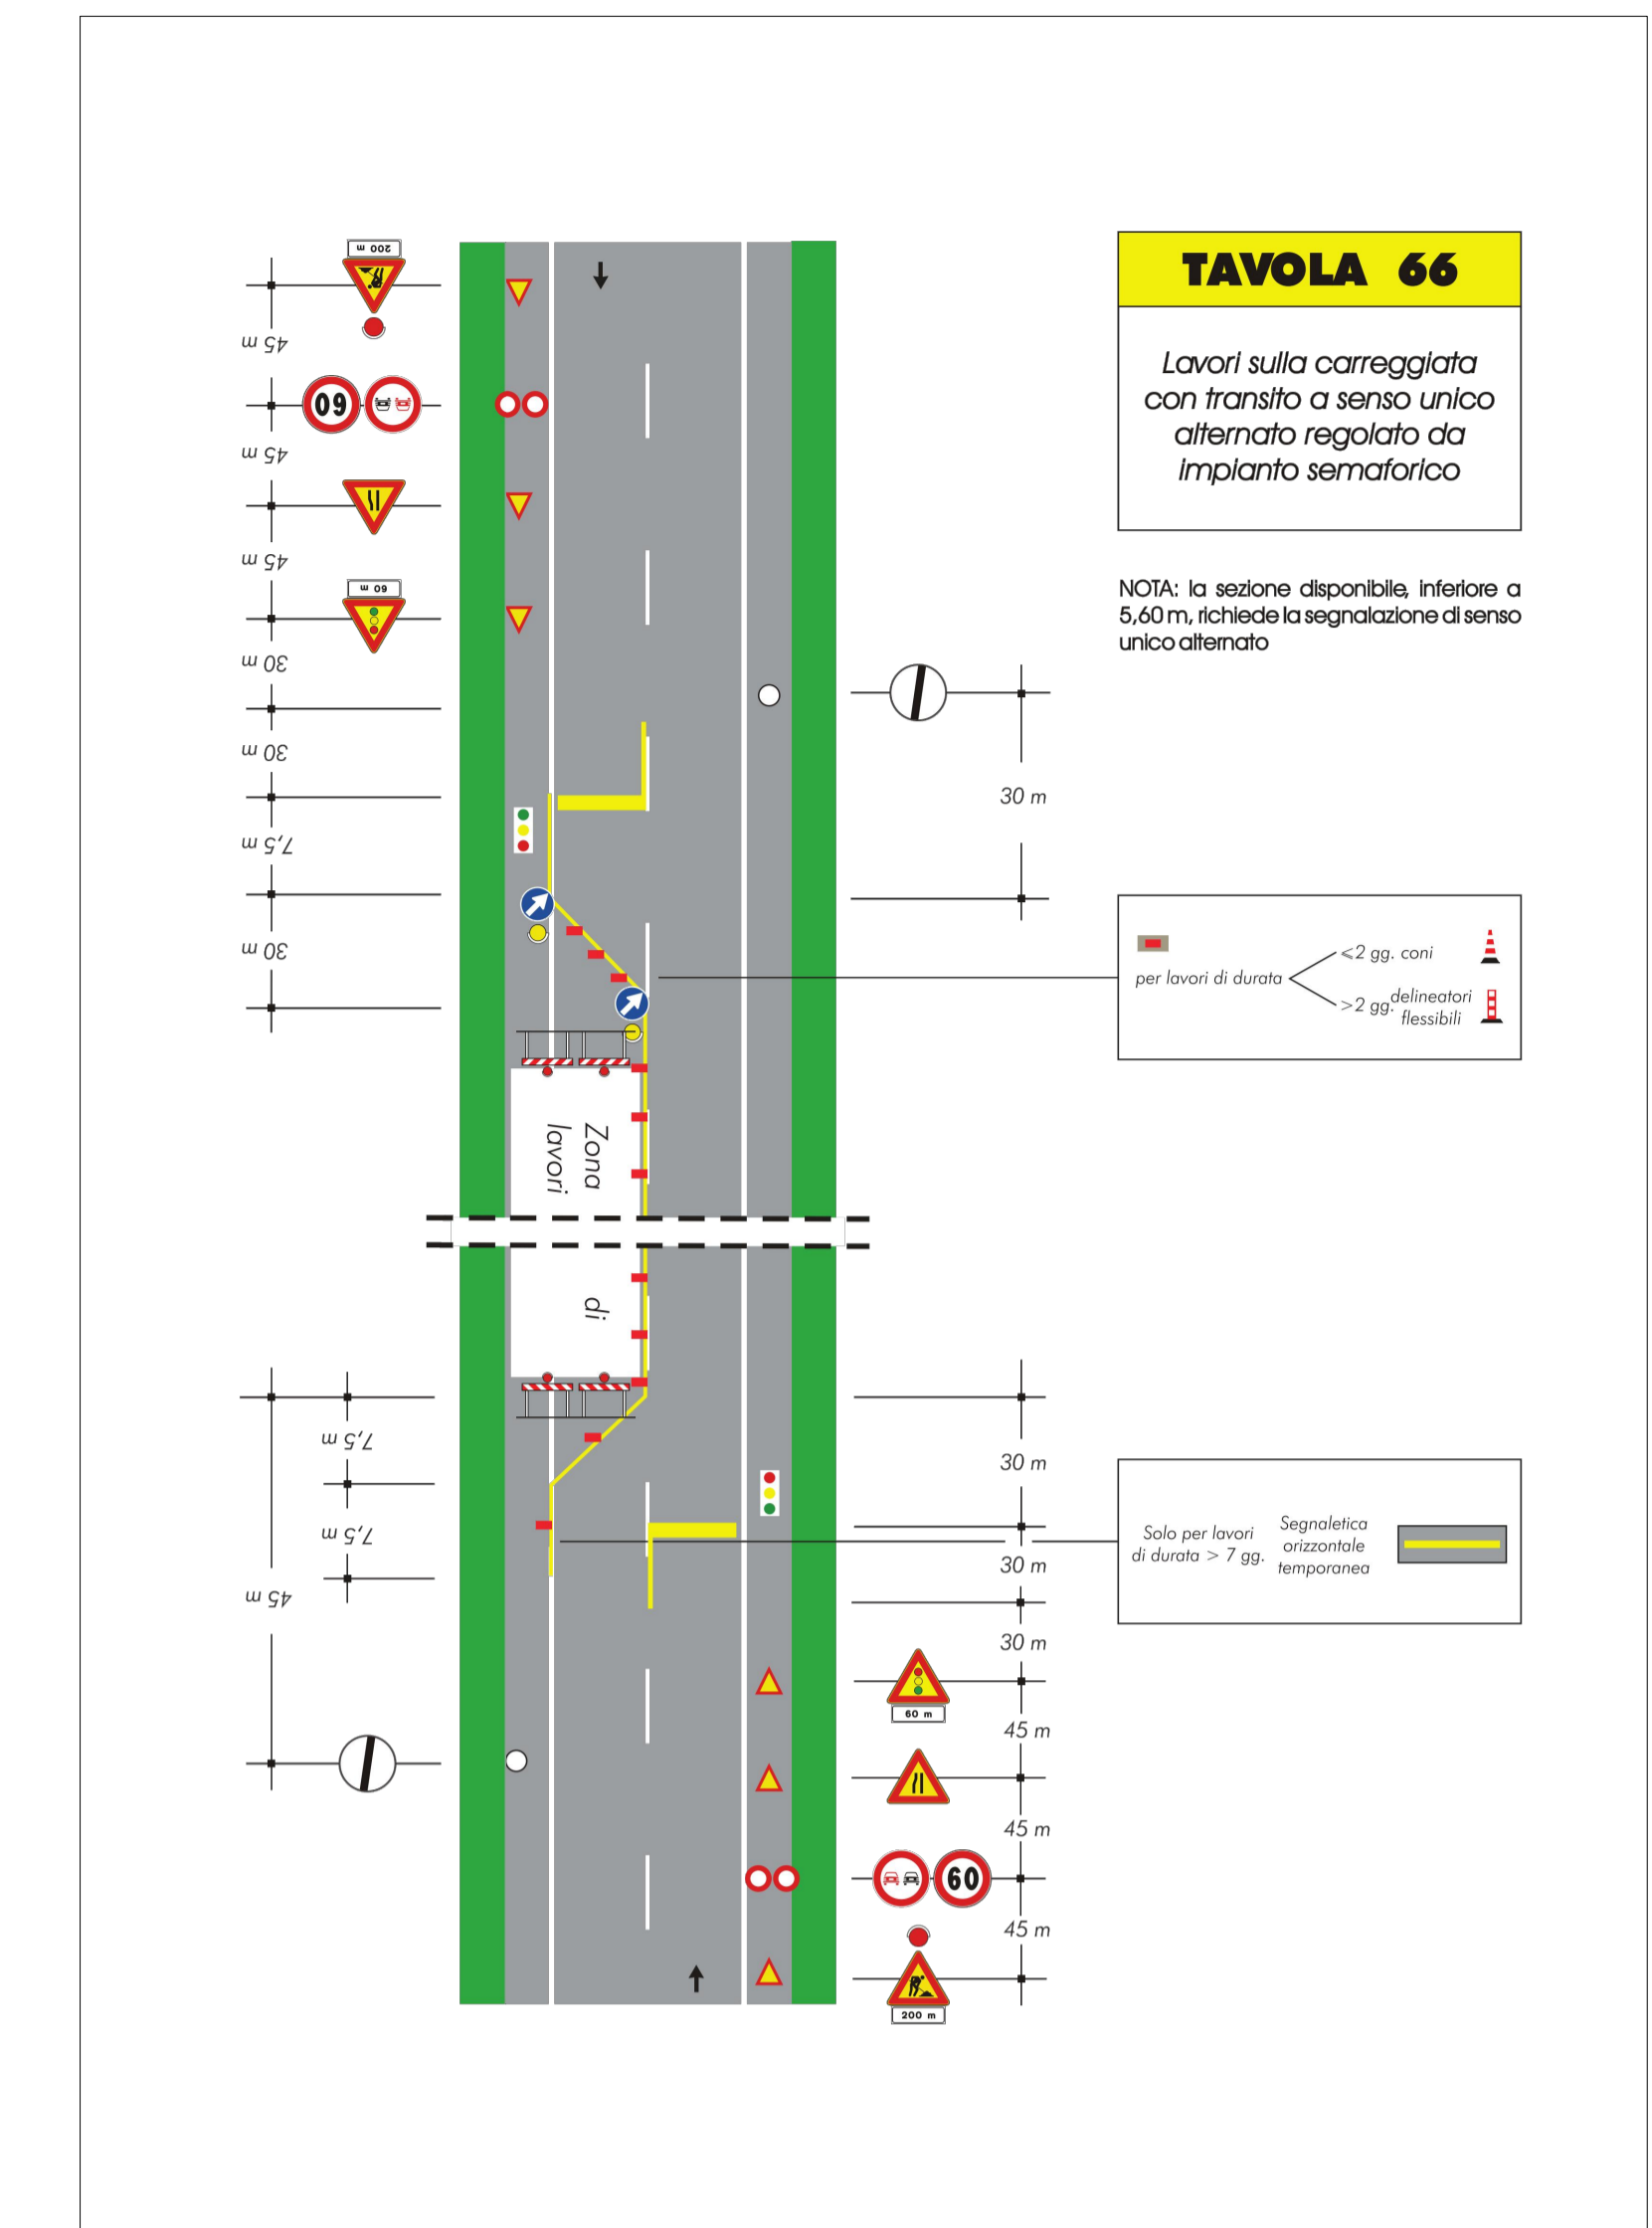 TAVOLA 66
Lavori sulla carreggiata
con transito a senso unico
alternato regolato da
impianto semaforico
NOTA: la sezione disponibile, inferiore a
5,60 m, richiede la segnalazione di senso
unico alternato
200 m
45 m
60
45 m
45 m
60 m
30 m
30 m
7,5 m
30 m
30 m
per lavori di durata
≤2 gg. coni
>2 gg. delineatori
flessibili
Zona
lavori
di
7,5 m
7,5 m
45 m
30 m
30 m
30 m
Solo per lavori
di durata > 7 gg.
Segnaletica
orizzontale
temporanea
60 m
45 m
45 m
60
45 m
200 m